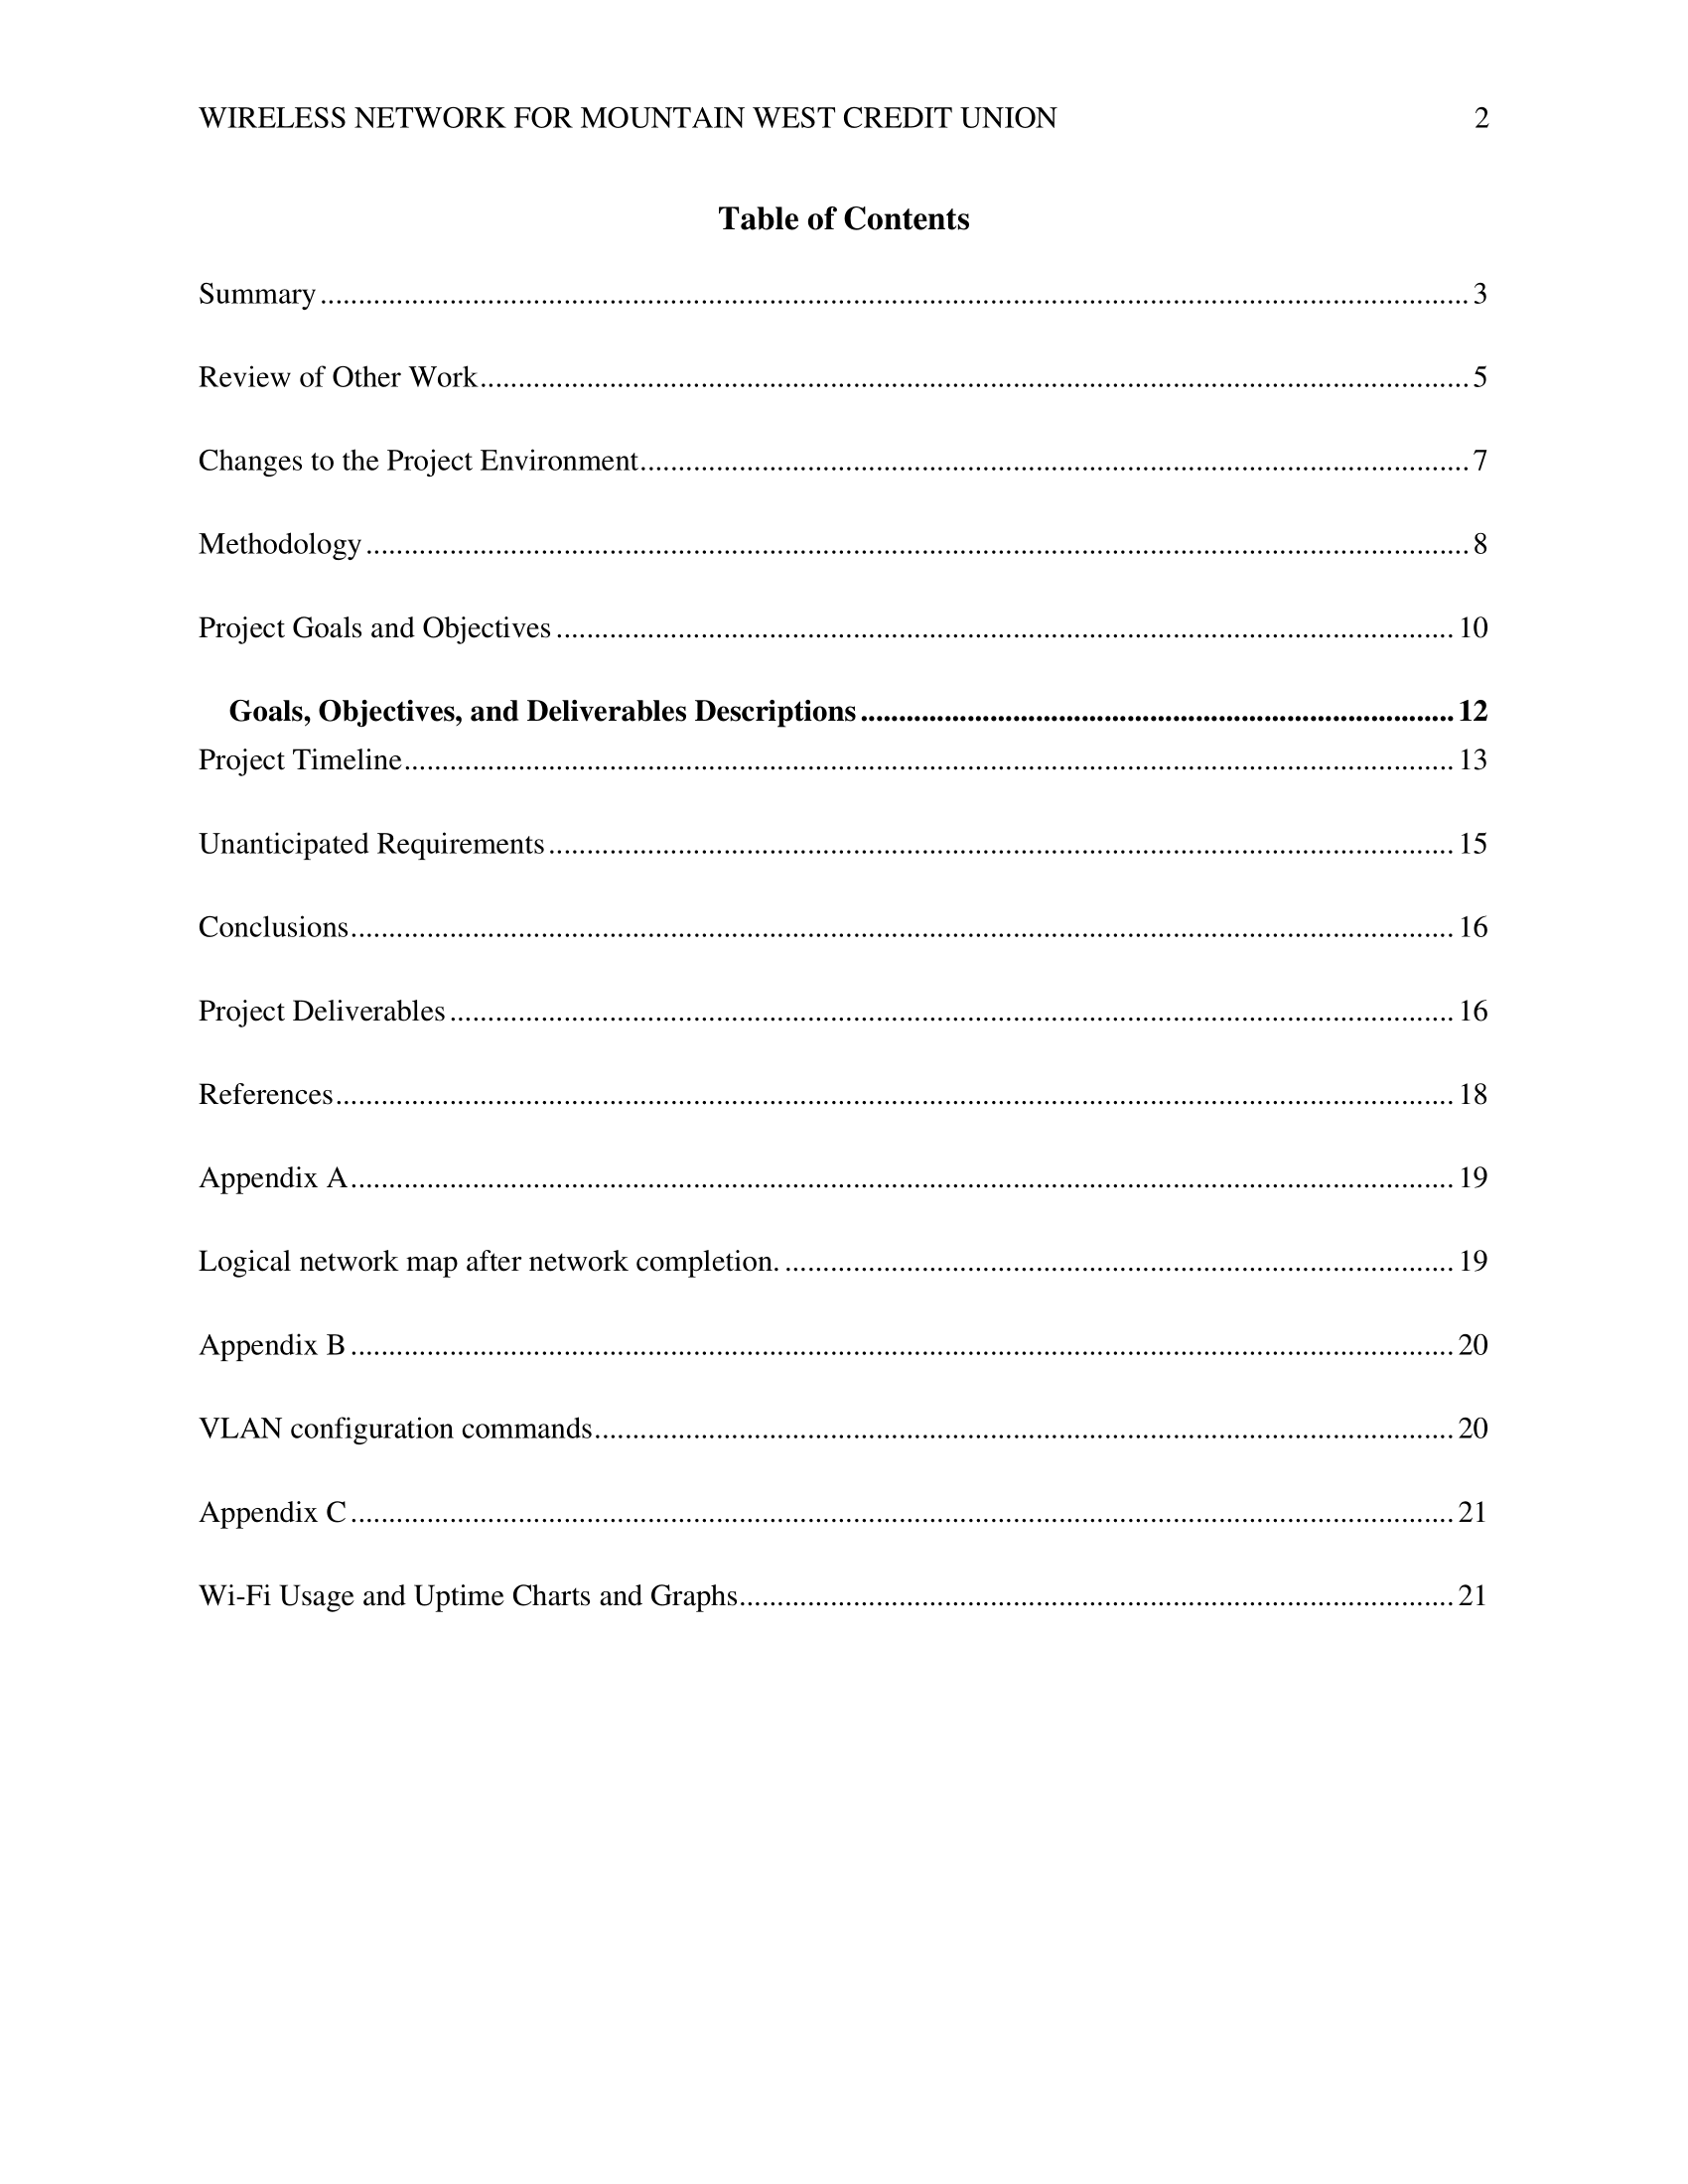 WIRELESS NETWORK FOR MOUNTAIN WEST CREDIT UNION 2
Table of Contents
Summary 3
Review of Other Work 5
Changes to the Project Environment 7
Methodology 8
Project Goals and Objectives 10
Goals, Objectives, and Deliverables Descriptions 12
Project Timeline 13
Unanticipated Requirements 15
Conclusions 16
Project Deliverables 16
References 18
Appendix A 19
Logical network map after network completion. 19
Appendix B 20
VLAN configuration commands 20
Appendix C 21
Wi-Fi Usage and Uptime Charts and Graphs 21